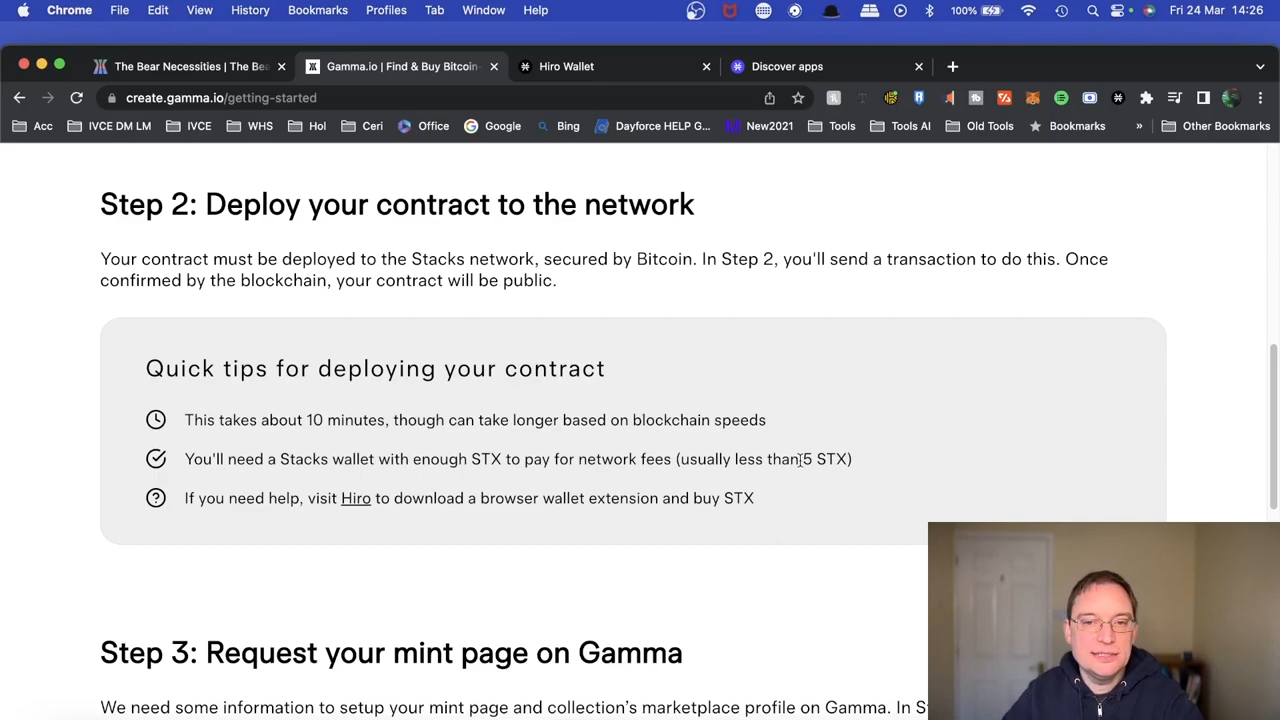 Chrome File Edit View History Bookmarks Profiles Tab Window Help 100% Fri 24 Mar 14:26
The Bear Necessities | The Bea Gamma.io | Find & Buy Bitcoin- Hiro Wallet Discover apps
create.gamma.io/getting-started
Acc IVCE DM LM IVCE WHS Hol Ceri Office Google Bing Dayforce HELP G... New2021 Tools Tools AI Old Tools Bookmarks » Other Bookmarks
Step 2: Deploy your contract to the network
Your contract must be deployed to the Stacks network, secured by Bitcoin. In Step 2, you'll send a transaction to do this. Once
confirmed by the blockchain, your contract will be public.
Quick tips for deploying your contract
This takes about 10 minutes, though can take longer based on blockchain speeds
You'll need a Stacks wallet with enough STX to pay for network fees (usually less than 5 STX)
If you need help, visit Hiro to download a browser wallet extension and buy STX
Step 3: Request your mint page on Gamma
We need some information to setup your mint page and collection's marketplace profile on Gamma. In S